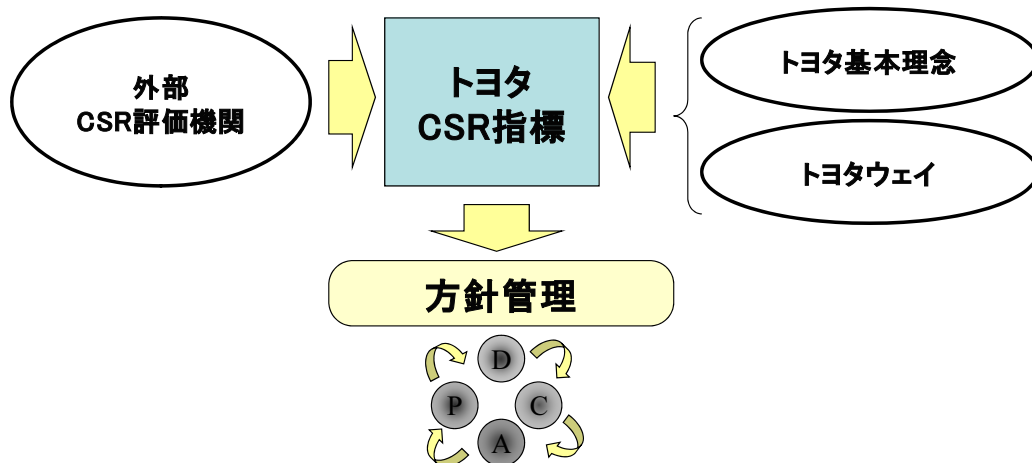 外部
CSR評価機関
トヨタ
CSR指標
トヨタ基本理念
トヨタウェイ
方針管理
D
P
C
A